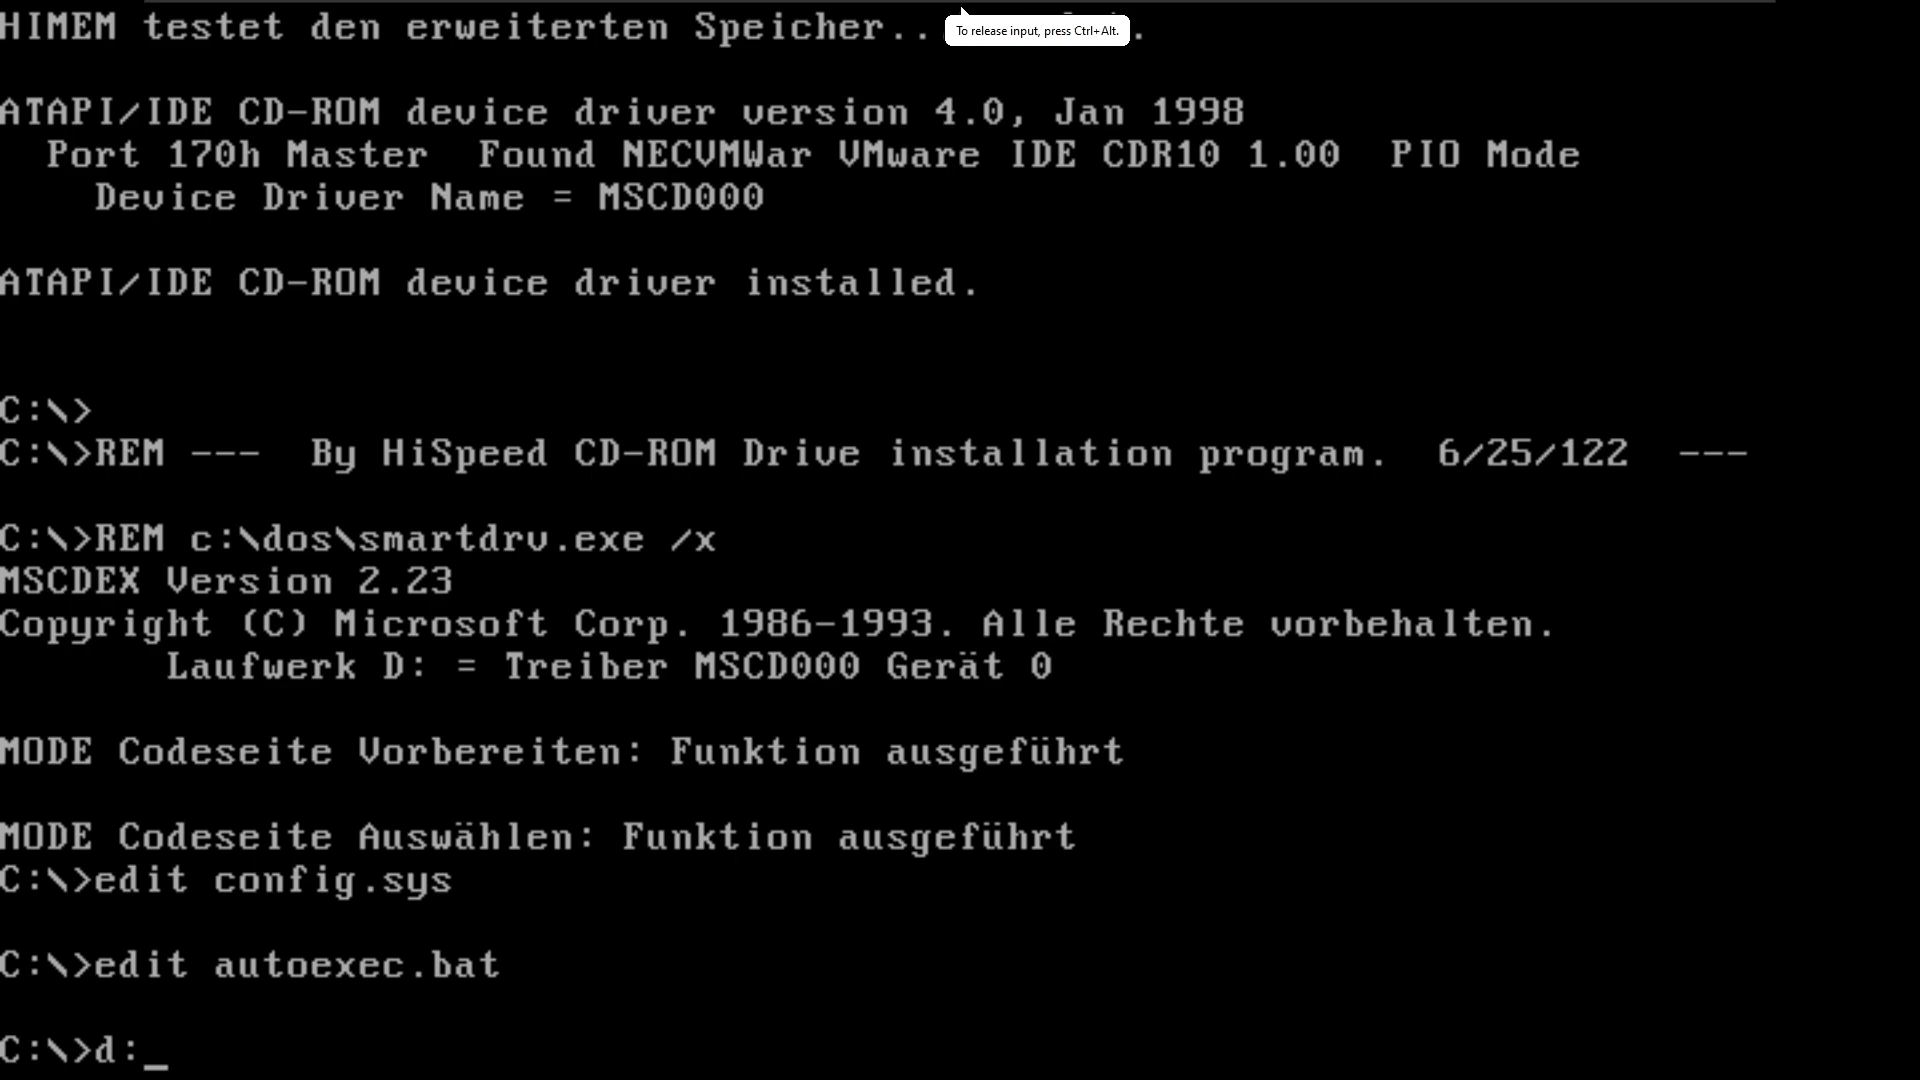 HIMEM testet den erweiterten Speicher.. .
To release input, press Ctrl+Alt.
ATAPI/IDE CD-ROM device driver version 4.0, Jan 1998
Port 170h Master Found NECVMWar VMware IDE CDR10 1.00 PIO Mode
Device Driver Name = MSCD000
ATAPI/IDE CD-ROM device driver installed.
C:\>
C:\>REM --- By HiSpeed CD-ROM Drive installation program. 6/25/122 ---
C:\>REM c:\dos\smartdrv.exe /x
MSCDEX Version 2.23
Copyright (C) Microsoft Corp. 1986-1993. Alle Rechte vorbehalten.
Laufwerk D: = Treiber MSCD000 Gerät 0
MODE Codeseite Vorbereiten: Funktion ausgeführt
MODE Codeseite Auswählen: Funktion ausgeführt
C:\>edit config.sys
C:\>edit autoexec.bat
C:\>d:_